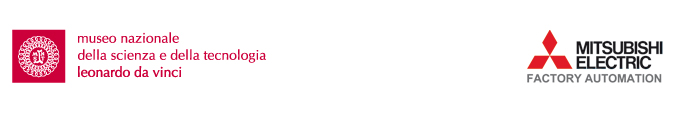 museo nazionale
della scienza e della tecnologia
leonardo da vinci
MITSUBISHI
ELECTRIC
FACTORY AUTOMATION